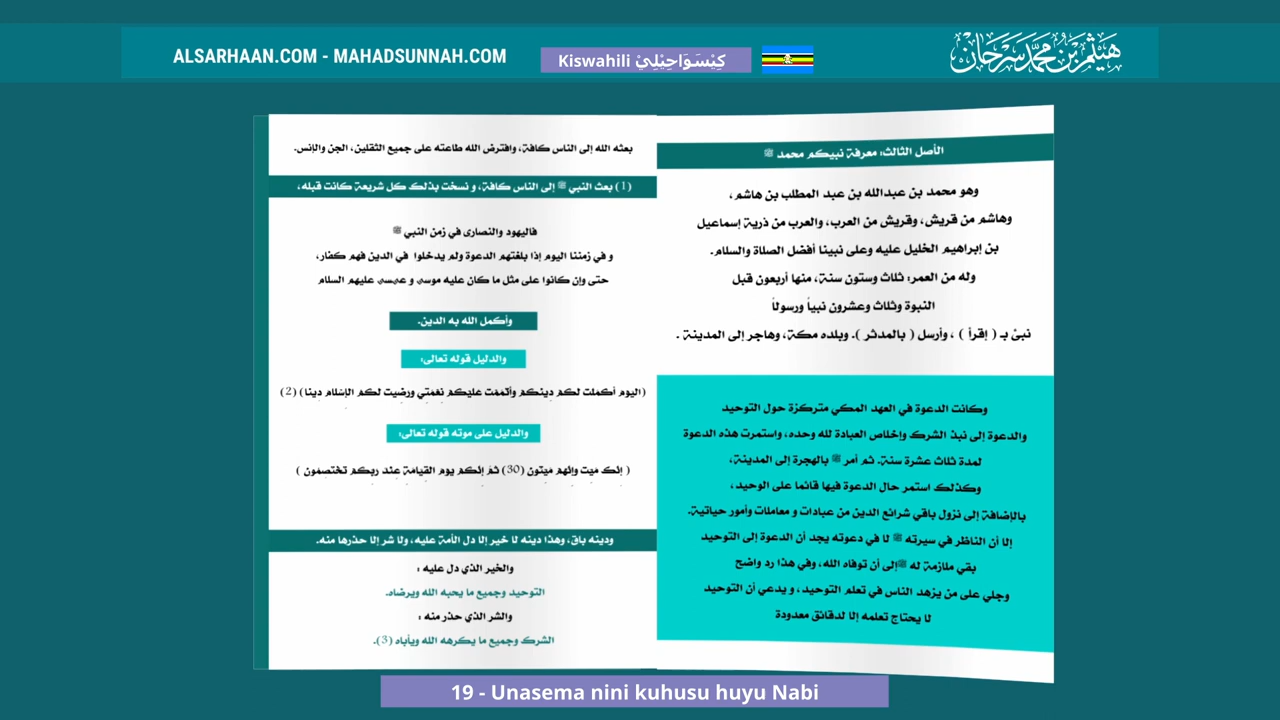 ALSARHAAN.COM - MAHADSUNNAH.COM
Kiswahili كِيْسَوَاحِيْلِيْ
هيثم بن محمد سرحان
الأصل الثالث: معرفة نبيكم محمد ﷺ
وهو محمد بن عبدالله بن عبد المطلب بن هاشم،
وهاشم من قريش، وقريش من العرب، والعرب من ذرية إسماعيل
بن إبراهيم الخليل عليه وعلى نبينا أفضل الصلاة والسلام.
وله من العمر: ثلاث وستون سنة، منها أربعون قبل
النبوة وثلاث وعشرون نبياً ورسولاً
نبئ بـ ( إقرأ ) ، وأرسل ( بالمدثر ). وبلده مكة، وهاجر إلى المدينة .
وكانت الدعوة في العهد المكي متركزة حول التوحيد
والدعوة إلى نبذ الشرك وإخلاص العبادة لله وحده، واستمرت هذه الدعوة
لمدة ثلاث عشرة سنة. ثم أمر ﷺ بالهجرة إلى المدينة،
وكذلك استمر حال الدعوة فيها قائما على الوحيد،
بالإضافة إلى نزول باقي شرائع الدين من عبادات و معاملات وأمور حياتية.
إلا أن الناظر في سيرته ﷺ لا في دعوته يجد أن الدعوة إلى التوحيد
بقي ملازمة له ﷺإلى أن توفاه الله، وفي هذا رد واضح
وجلي على من يزهد الناس في تعلم التوحيد، و يدعي أن التوحيد
لا يحتاج تعلمه إلا لدقائق معدودة
بعثه الله إلى الناس كافة، وافترض الله طاعته على جميع الثقلين، الجن والإنس.
(1) بعث النبي ﷺ إلى الناس كافة، و نسخت بذلك كل شريعة كانت قبله،
فاليهود والنصارى في زمن النبي ﷺ
و في زمننا اليوم إذا بلغتهم الدعوة ولم يدخلوا في الدين فهم كفار،
حتى وإن كانوا على مثل ما كان عليه موسى و عيسى عليهم السلام
وأكمل الله به الدين.
والدليل قوله تعالى:
(اليوم أكملت لكم دينكم وأتممت عليكم نعمتي ورضيت لكم الإسلام دينا) (2)
والدليل على موته قوله تعالى:
( إنك ميت وإنهم ميتون (30) ثم إنكم يوم القيامة عند ربكم تختصمون )
ودينه باق، وهذا دينه لا خير إلا دل الأمة عليه، ولا شر إلا حذرها منه.
والخير الذي دل عليه :
التوحيد وجميع ما يحبه الله ويرضاه.
والشر الذي حذر منه :
الشرك وجميع ما يكرهه الله ويأباه (3).
19 - Unasema nini kuhusu huyu Nabi